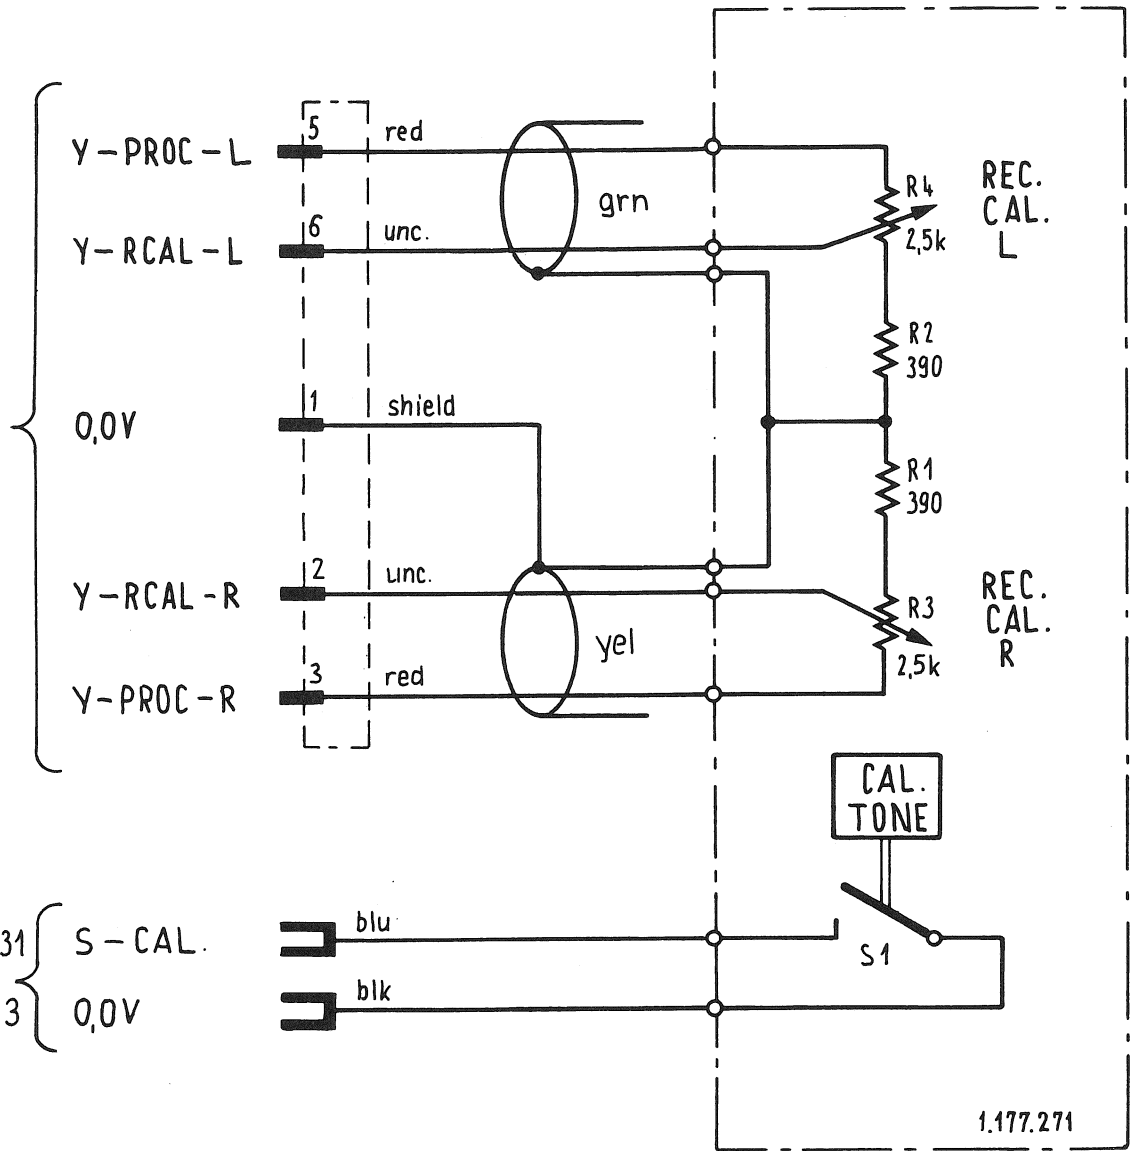 5
red
Y-PROC-L
R4
REC.
CAL.
L
grn
6
unc.
Y-RCAL-L
2,5k
R2
390
1
shield
0,0V
R1
390
2
unc.
Y-RCAL-R
REC.
CAL.
R
R3
yel
2,5k
3
red
Y-PROC-R
CAL.
TONE
blu
31
S-CAL.
S1
blk
3
0,0V
1.177.271